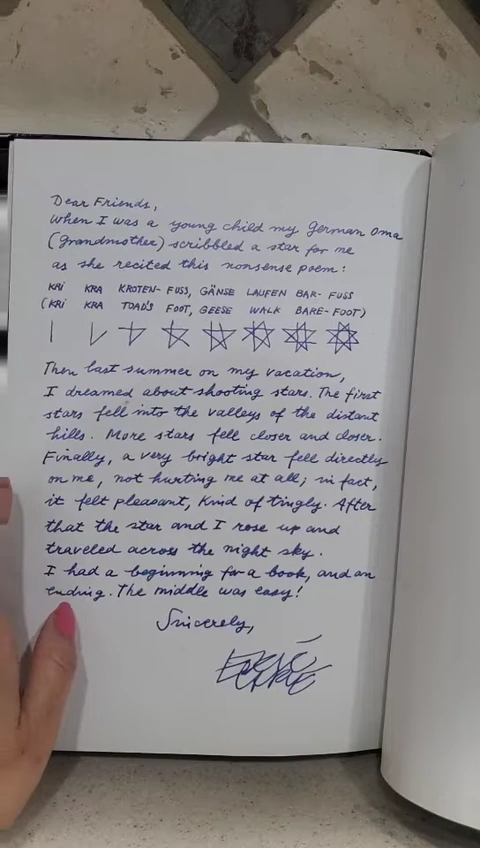 Dear Friends,
When I was a young child my German Oma
(grandmother) scribbled a star for me
as she recited this nonsense poem:
KRI KRA KROTEN-FUSS, GÄNSE LAUFEN BAR-FUSS
(KRI KRA TOAD'S FOOT, GEESE WALK BARE-FOOT)
Then last summer on my vacation,
I dreamed about shooting stars. The first
stars fell into the valleys of the distant
hills. More stars fell closer and closer.
Finally, a very bright star fell directly
on me, not hurting me at all; in fact,
it felt pleasant, kind of tingly. After
that the star and I rose up and
traveled across the night sky.
I had a beginning for a book, and an
ending. The middle was easy!
Sincerely,